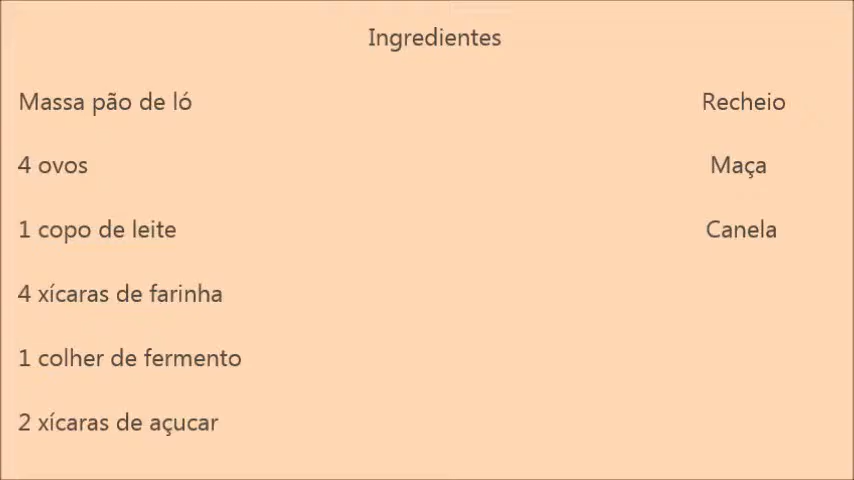 Ingredientes
Massa pão de ló
Recheio
4 ovos
Maça
1 copo de leite
Canela
4 xícaras de farinha
1 colher de fermento
2 xícaras de açucar